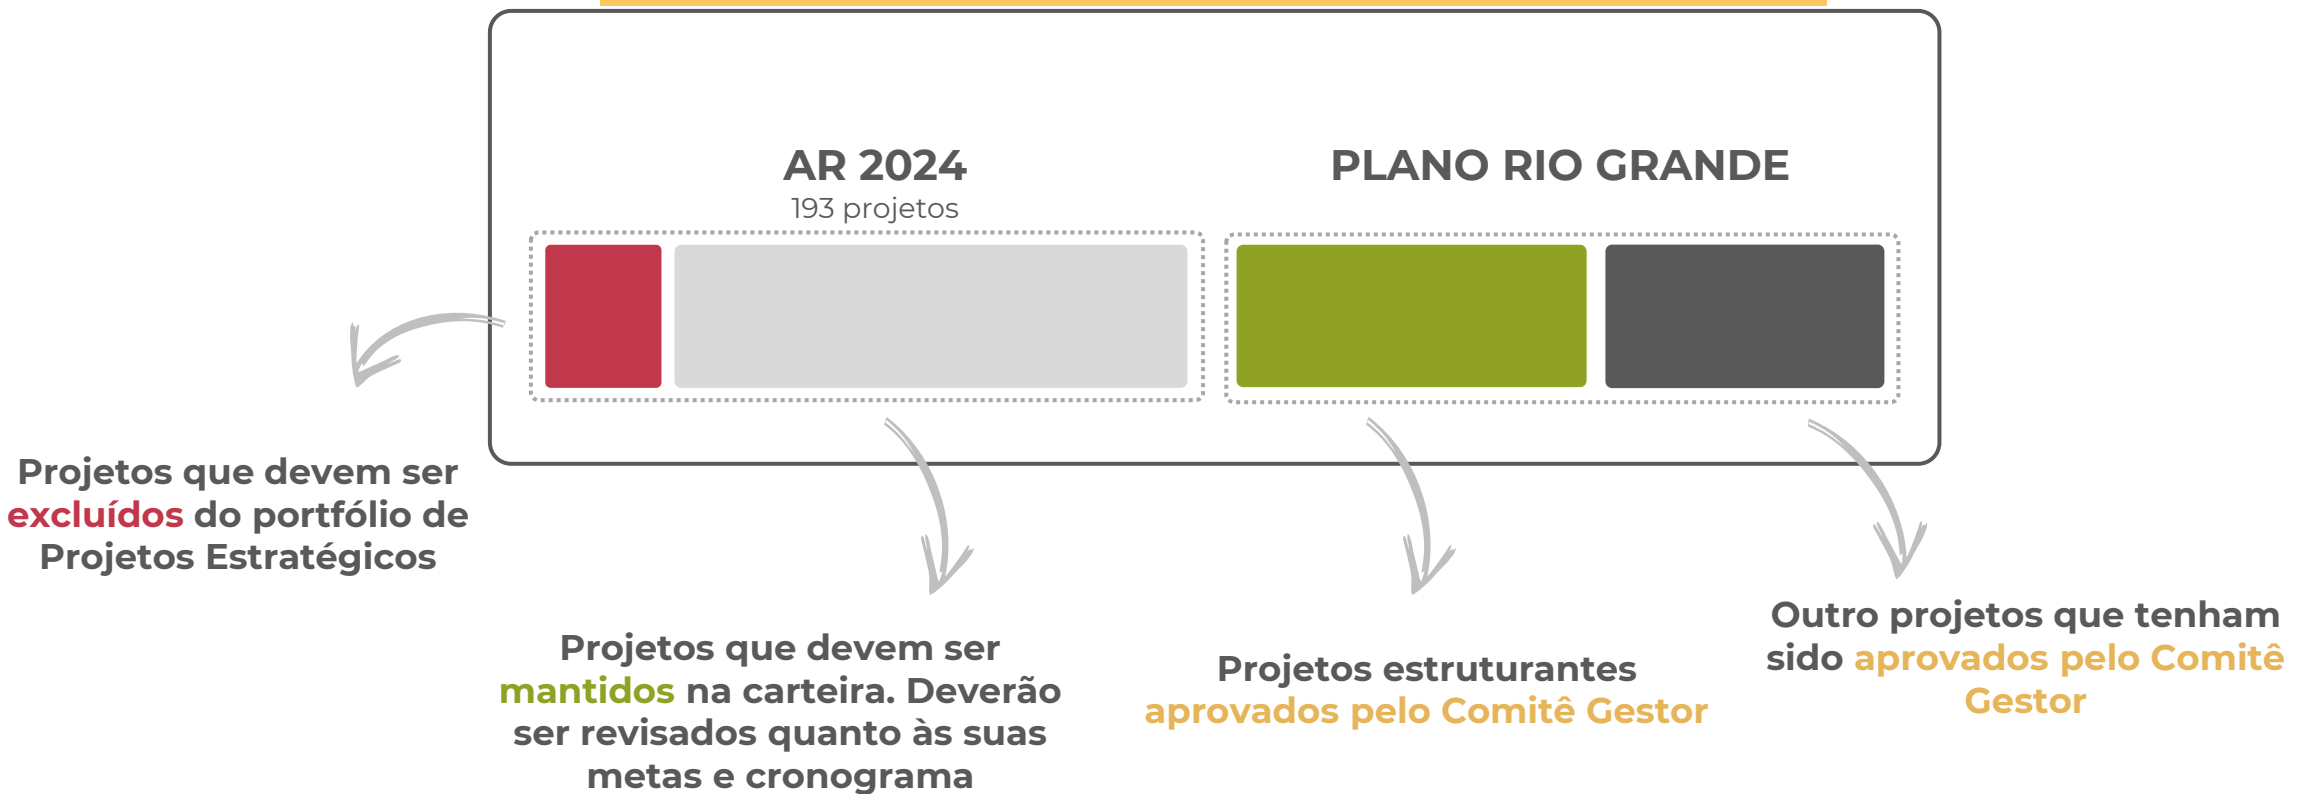 AR 2024
193 projetos
PLANO RIO GRANDE
Projetos que devem ser
excluídos do portfólio de
Projetos Estratégicos
Projetos que devem ser
mantidos na carteira. Deverão
ser revisados quanto às suas
metas e cronograma
Projetos estruturantes
aprovados pelo Comitê Gestor
Outro projetos que tenham
sido aprovados pelo Comitê
Gestor